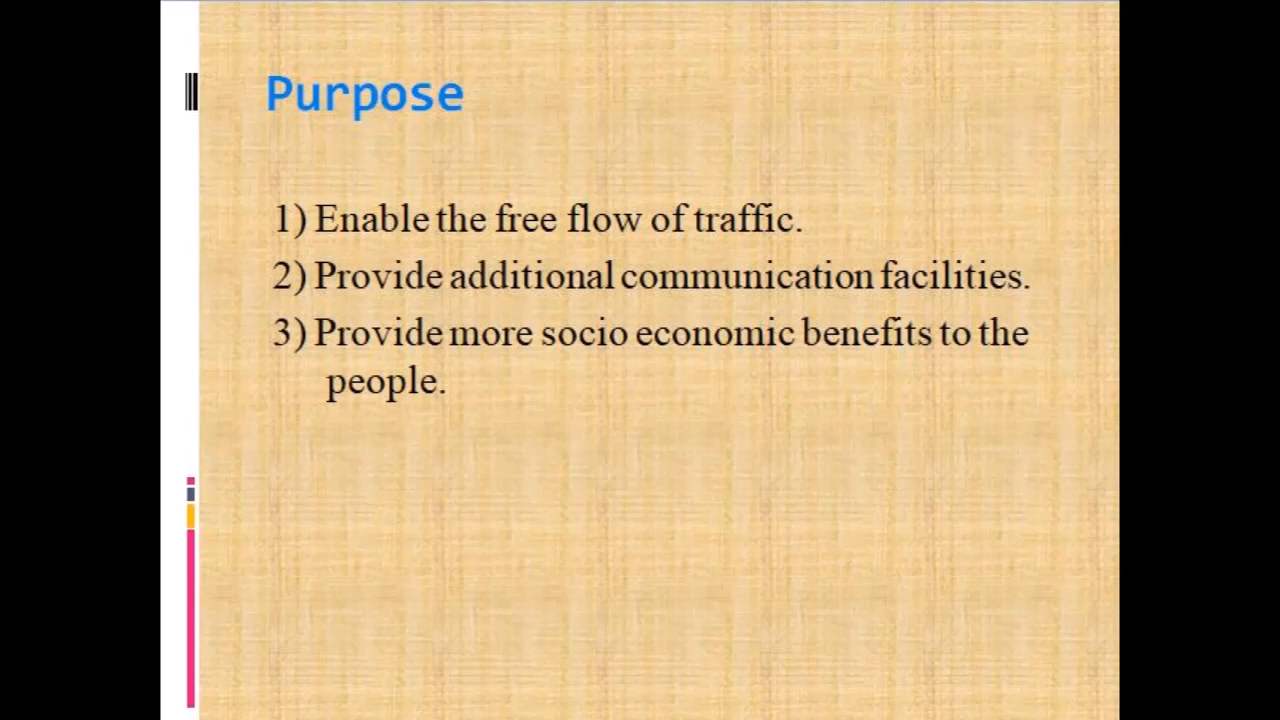 Purpose
1) Enable the free flow of traffic.
2) Provide additional communication facilities.
3) Provide more socio economic benefits to the
people.